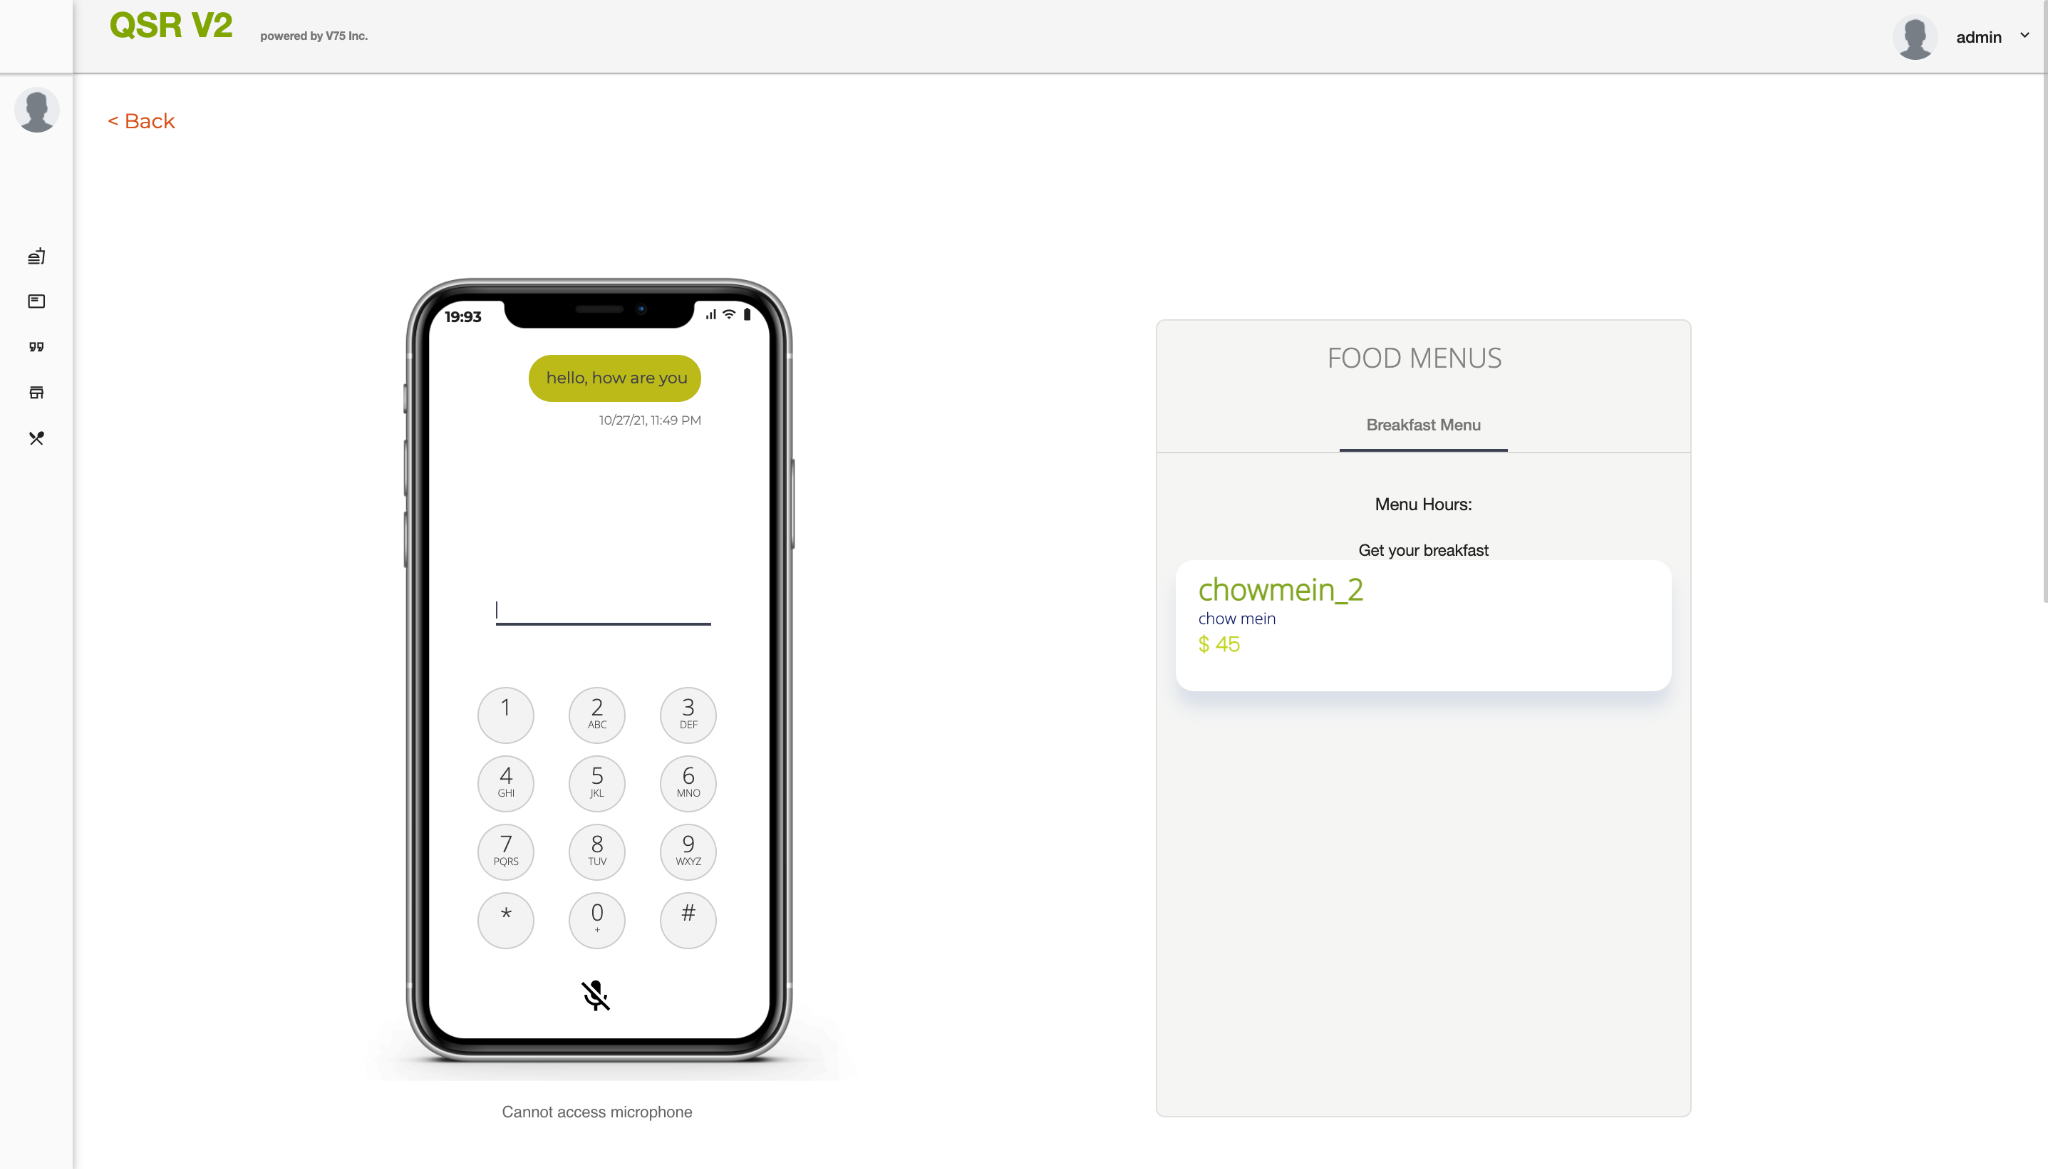 QSR V2
powered by V75 Inc.
admin
< Back
19:93
hello, how are you
10/27/21, 11:49 PM
1
2
ABC
3
DEF
4
GHI
5
JKL
6
MNO
7
PQRS
8
TUV
9
WXYZ
*
0
+
#
Cannot access microphone
FOOD MENUS
Breakfast Menu
Menu Hours:
Get your breakfast
chowmein_2
chow mein
$ 45